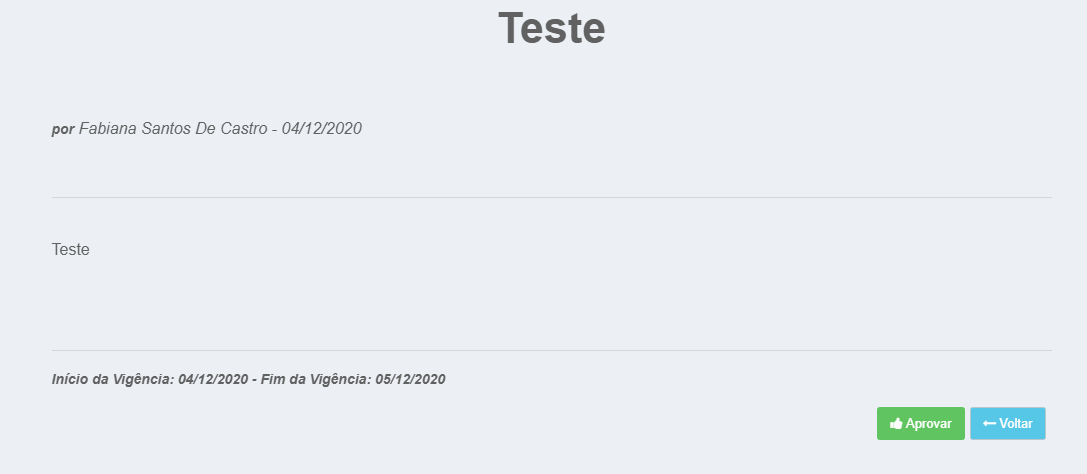 Teste
por Fabiana Santos De Castro - 04/12/2020
Teste
Início da Vigência: 04/12/2020 - Fim da Vigência: 05/12/2020
Aprovar Voltar